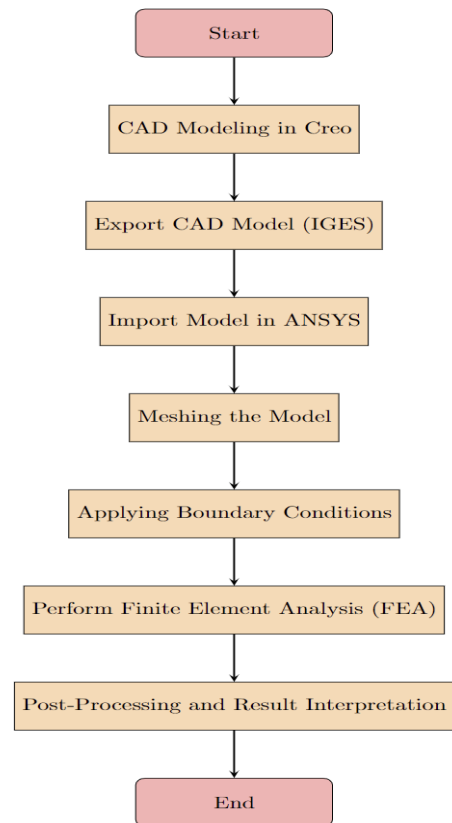 Start
CAD Modeling in Creo
Export CAD Model (IGES)
Import Model in ANSYS
Meshing the Model
Applying Boundary Conditions
Perform Finite Element Analysis (FEA)
Post-Processing and Result Interpretation
End